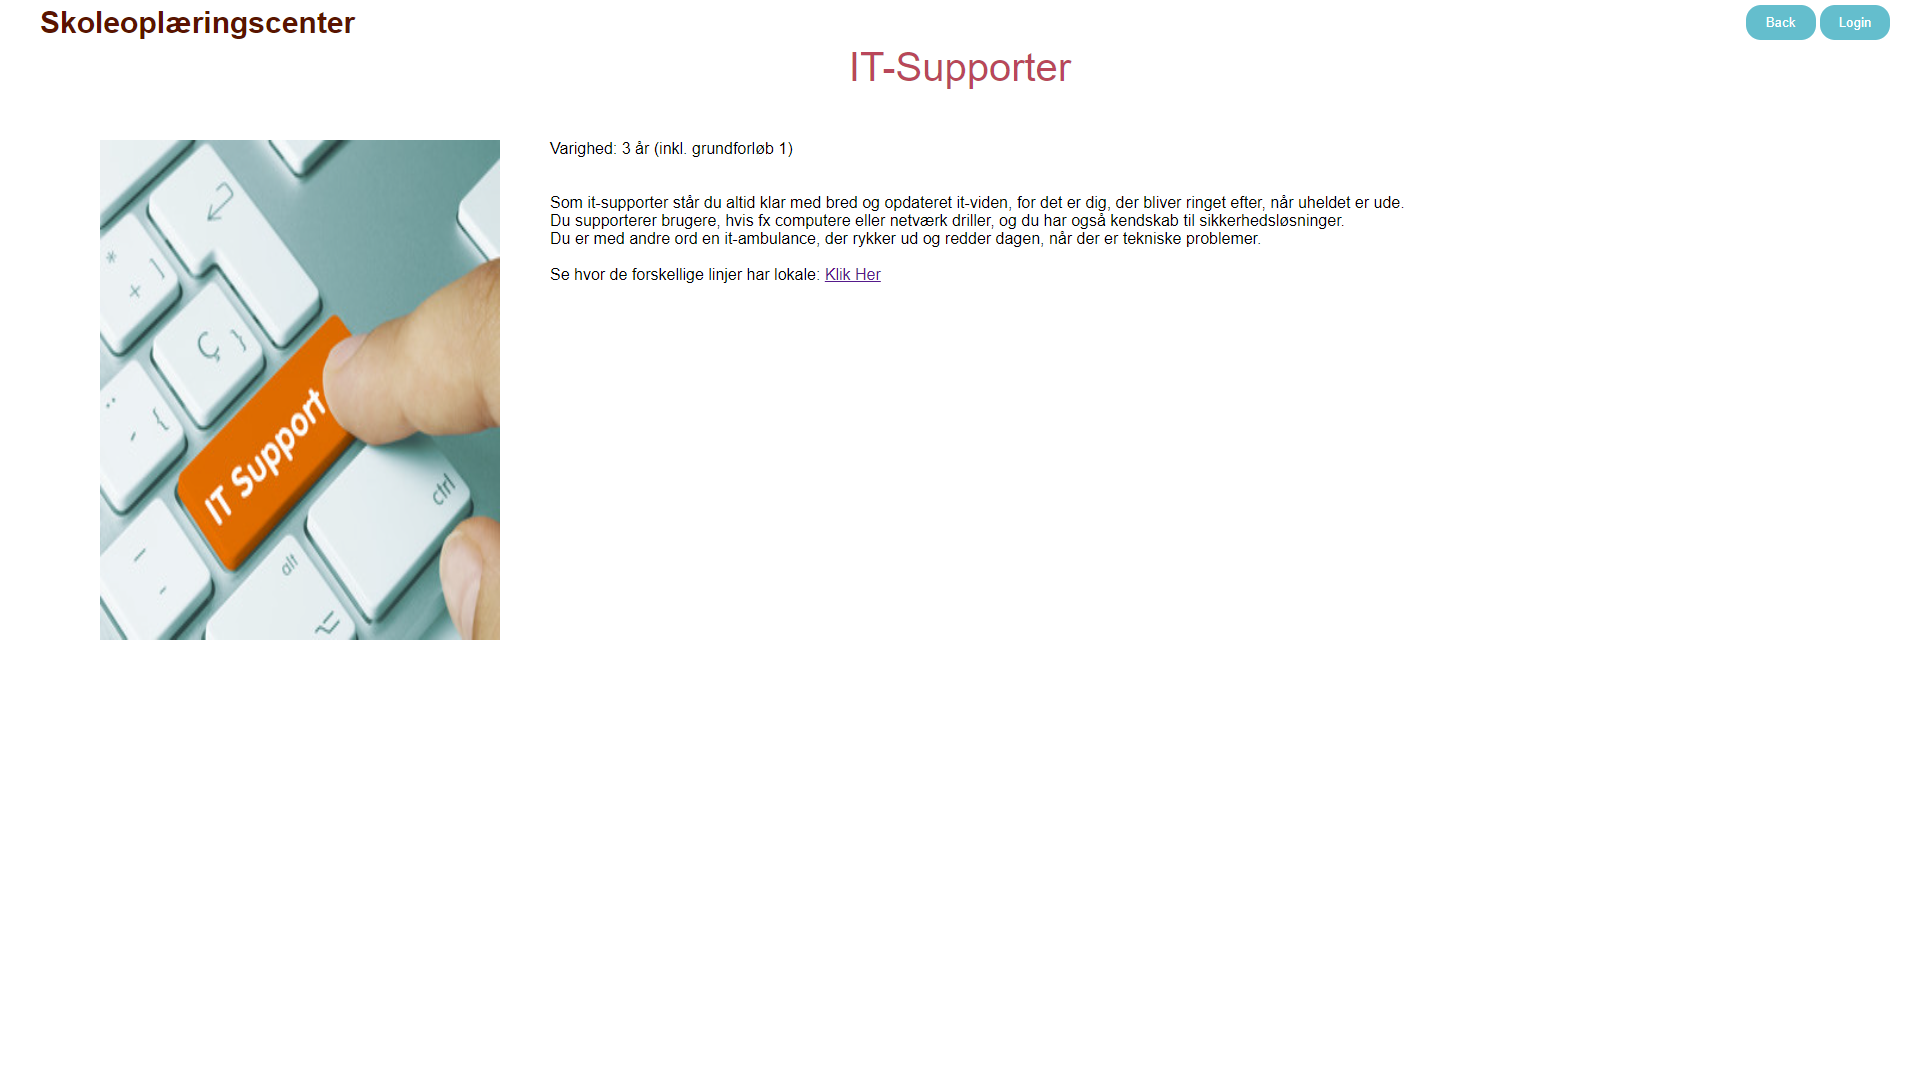 Skoleoplæringscenter
Back
Login
IT-Supporter
Varighed: 3 år (inkl. grundforløb 1)
Som it-supporter står du altid klar med bred og opdateret it-viden, for det er dig, der bliver ringet efter, når uheldet er ude.
Du supporterer brugere, hvis fx computere eller netværk driller, og du har også kendskab til sikkerhedsløsninger.
Du er med andre ord en it-ambulance, der rykker ud og redder dagen, når der er tekniske problemer.
Se hvor de forskellige linjer har lokale: Klik Her
* ]
+
Ç }
¨ {
-
IT Support
ctrl
alt